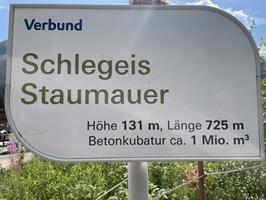 Verbund
Schlegeis
Staumauer
Höhe 131 m, Länge 725 m
Betonkubatur ca. 1 Mio. m³